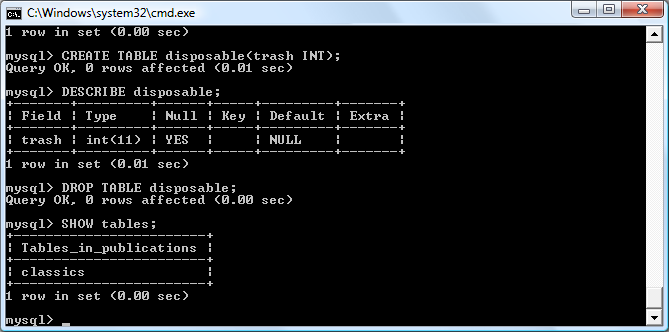 C:\Windows\system32\cmd.exe
1 row in set (0.00 sec)
mysql> CREATE TABLE disposable(trash INT);
Query OK, 0 rows affected (0.01 sec)
mysql> DESCRIBE disposable;
+-------+---------+------+-----+---------+-------+
| Field | Type | Null | Key | Default | Extra |
+-------+---------+------+-----+---------+-------+
| trash | int(11) | YES | | NULL | |
+-------+---------+------+-----+---------+-------+
1 row in set (0.01 sec)
mysql> DROP TABLE disposable;
Query OK, 0 rows affected (0.00 sec)
mysql> SHOW tables;
+------------------------+
| Tables_in_publications |
+------------------------+
| classics |
+------------------------+
1 row in set (0.00 sec)
mysql> _